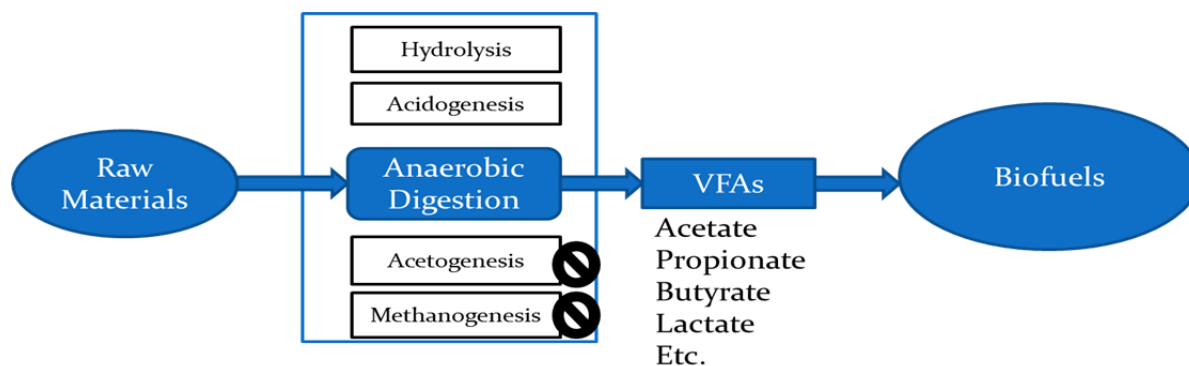 Hydrolysis
Acidogenesis
Raw
Materials
Anaerobic
Digestion
VFAs
Biofuels
Acetogenesis
Methanogenesis
Acetate
Propionate
Butyrate
Lactate
Etc.